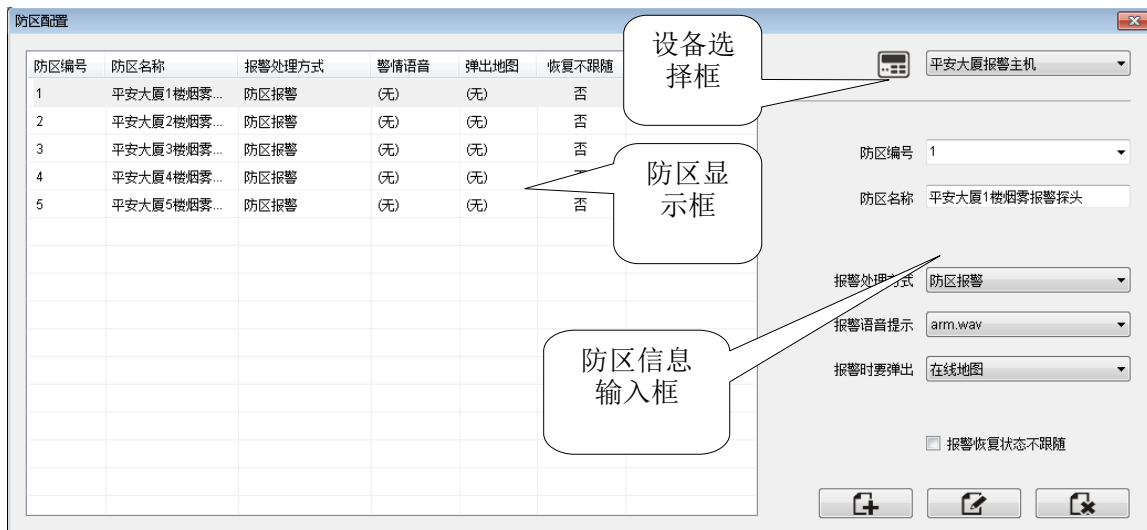 防区配置
防区编号 防区名称 报警处理方式 警情语音 弹出地图 恢复不跟随
1 平安大厦1楼烟雾... 防区报警 (无) (无) 否
2 平安大厦2楼烟雾... 防区报警 (无) (无) 否
3 平安大厦3楼烟雾... 防区报警 (无) (无) 否
4 平安大厦4楼烟雾... 防区报警 (无) (无)
5 平安大厦5楼烟雾... 防区报警 (无) (无) 否
设备选
择框
防区显
示框
防区信息
输入框
平安大厦报警主机
防区编号 1
防区名称 平安大厦1楼烟雾报警探头
报警处理方式 防区报警
报警语音提示 arm.wav
报警时要弹出 在线地图
报警恢复状态不跟随